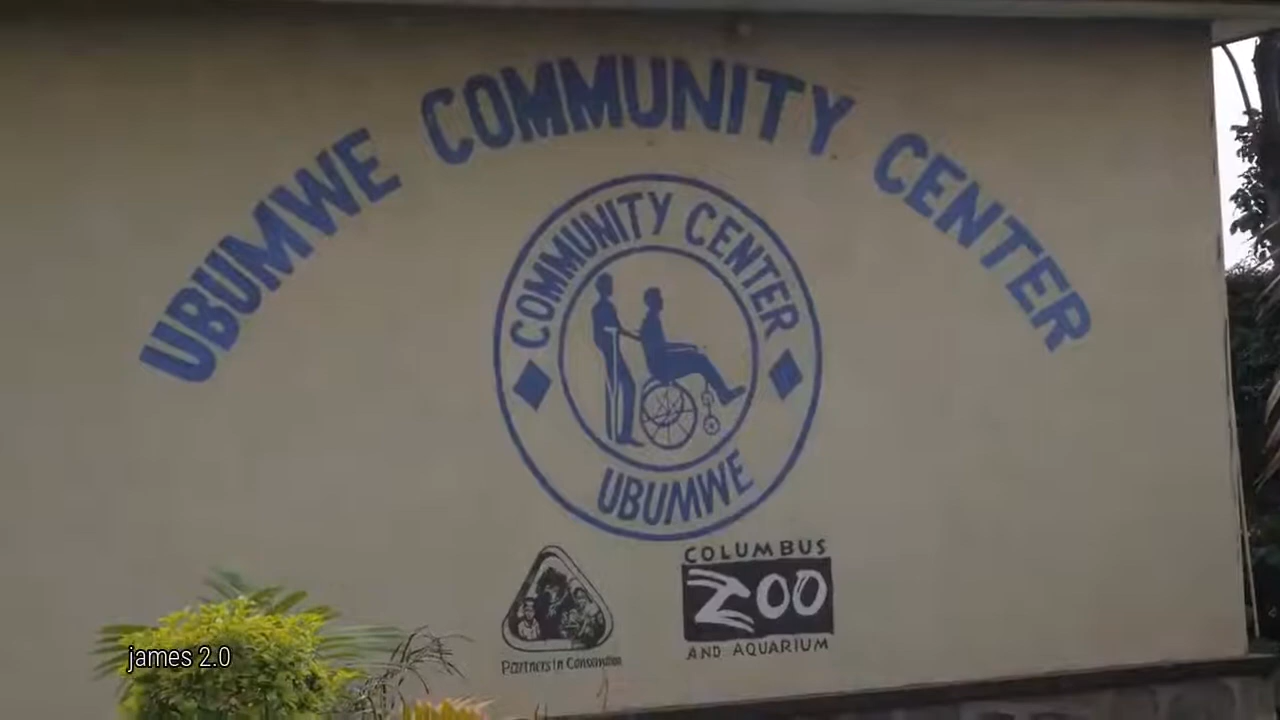 UBUMWE COMMUNITY CENTER
COMMUNITY CENTER
UBUMWE
COLUMBUS
ZOO
AND AQUARIUM
Partners in Conservation
james 2.0